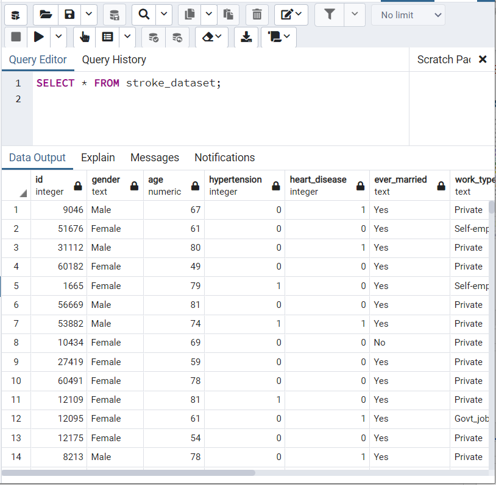 No limit
Query Editor Query History Scratch Pac
1 SELECT * FROM stroke_dataset;
2
Data Output Explain Messages Notifications
id gender age hypertension heart_disease ever_married work_type
integer text numeric integer integer text text
1 9046 Male 67 0 1 Yes Private
2 51676 Female 61 0 0 Yes Self-emp
3 31112 Male 80 0 1 Yes Private
4 60182 Female 49 0 0 Yes Private
5 1665 Female 79 1 0 Yes Self-emp
6 56669 Male 81 0 0 Yes Private
7 53882 Male 74 1 1 Yes Private
8 10434 Female 69 0 0 No Private
9 27419 Female 59 0 0 Yes Private
10 60491 Female 78 0 0 Yes Private
11 12109 Female 81 1 0 Yes Private
12 12095 Female 61 0 1 Yes Govt_job
13 12175 Female 54 0 0 Yes Private
14 8213 Male 78 0 1 Yes Private